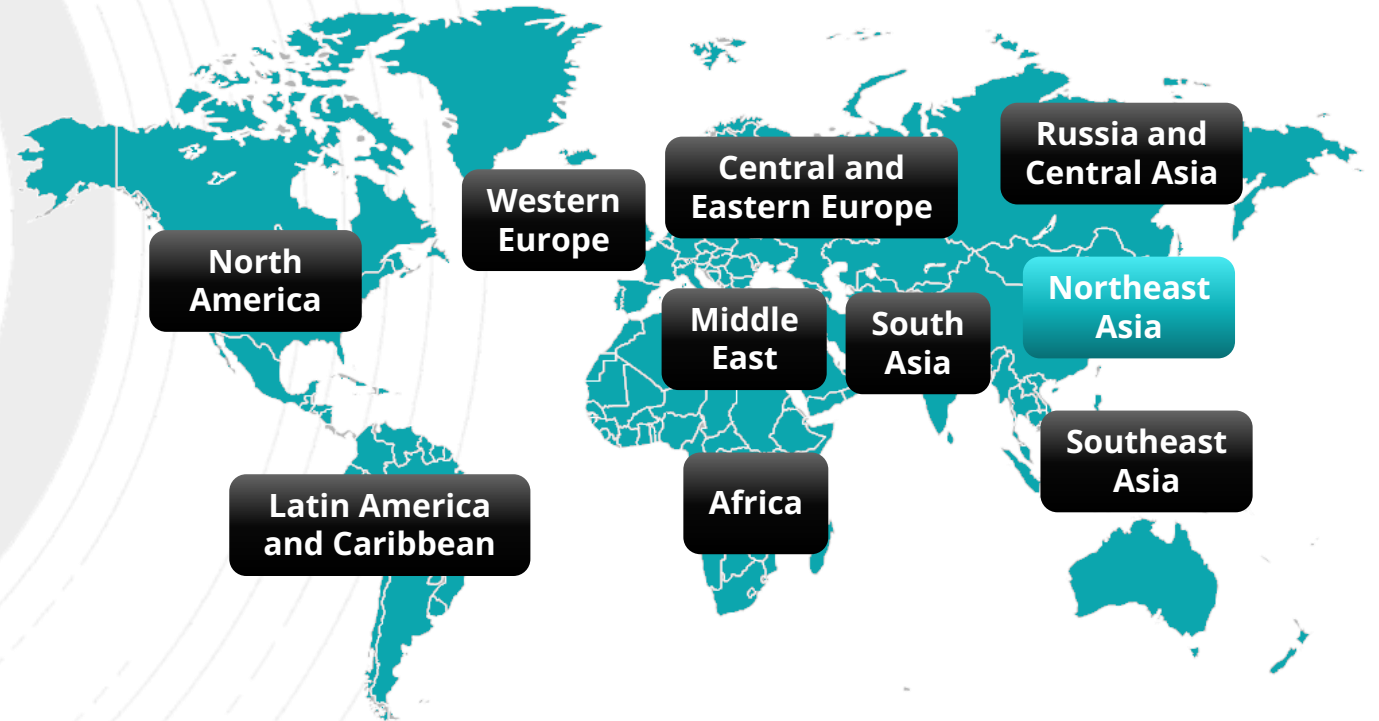 Russia and
Central Asia
Central and
Eastern Europe
Western
Europe
North
America
Northeast
Asia
Middle
East
South
Asia
Southeast
Asia
Africa
Latin America
and Caribbean